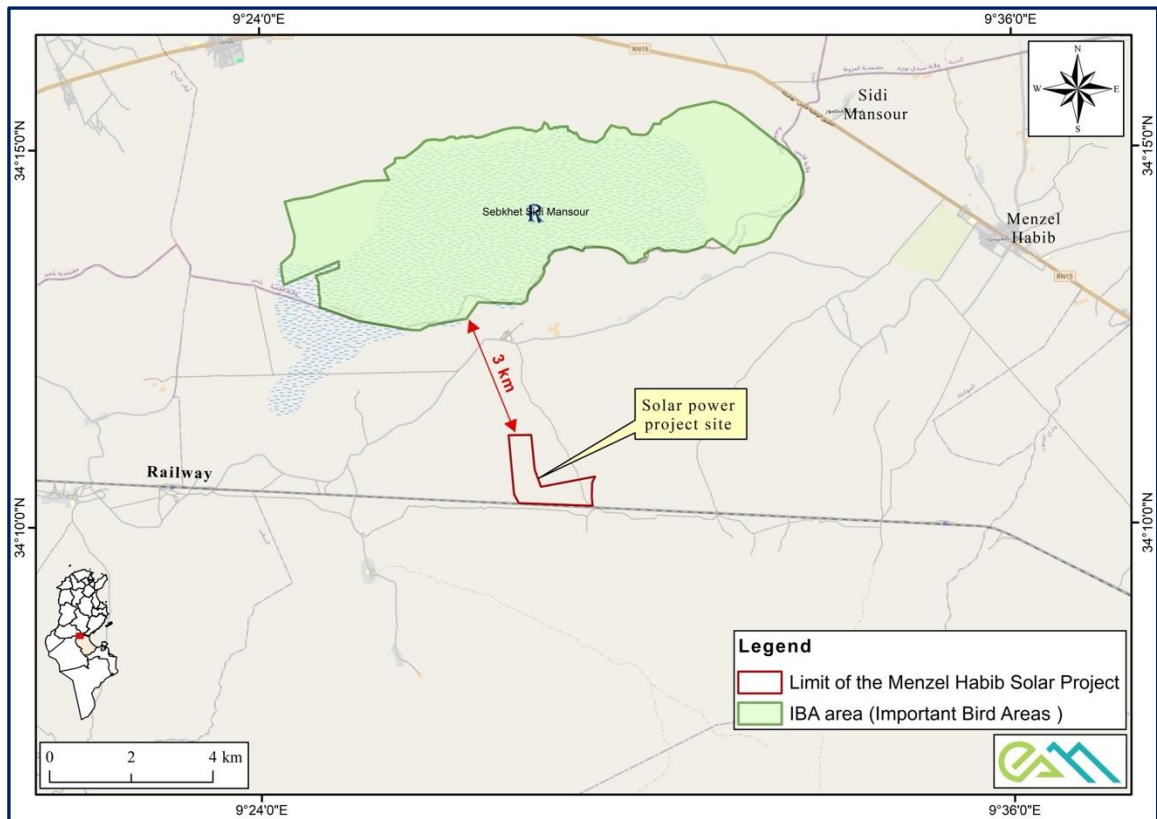 9°24'0"E
9°36'0"E
RN15
N
W
E
S
Sidi
Mansour
34°15'0"N
34°15'0"N
Sebkhet Sidi Mansour
R
Menzel
Habib
RN15
3 km
Solar power
project site
Railway
34°10'0"N
34°10'0"N
Legend
Limit of the Menzel Habib Solar Project
IBA area (Important Bird Areas )
0 2 4 km
9°24'0"E
9°36'0"E